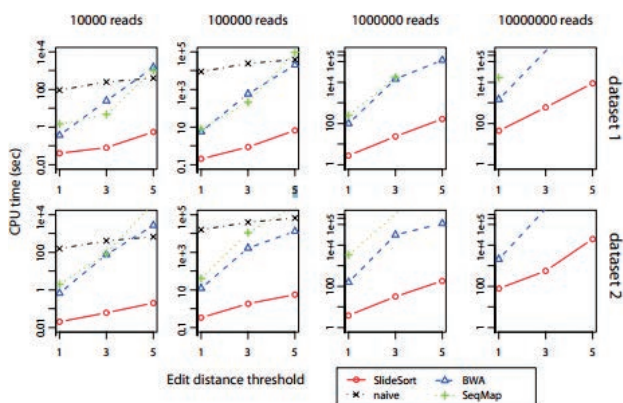 10000 reads 100000 reads 1000000 reads 10000000 reads
1e+4
100
1
0.01
1 3 5
1e+5
1e+3
10
0.1
1 3 5
1e+5
1e+4
100
1
1 3 5
1e+5
1e+4
100
1
1 3 5
dataset 1
CPU time (sec)
1e+4
100
1
0.01
1 3 5
1e+5
1e+3
10
0.1
1 3 5
1e+5
1e+4
100
1
1 3 5
1e+5
1e+4
100
1
1 3 5
dataset 2
Edit distance threshold
SlideSort BWA
naive SeqMap